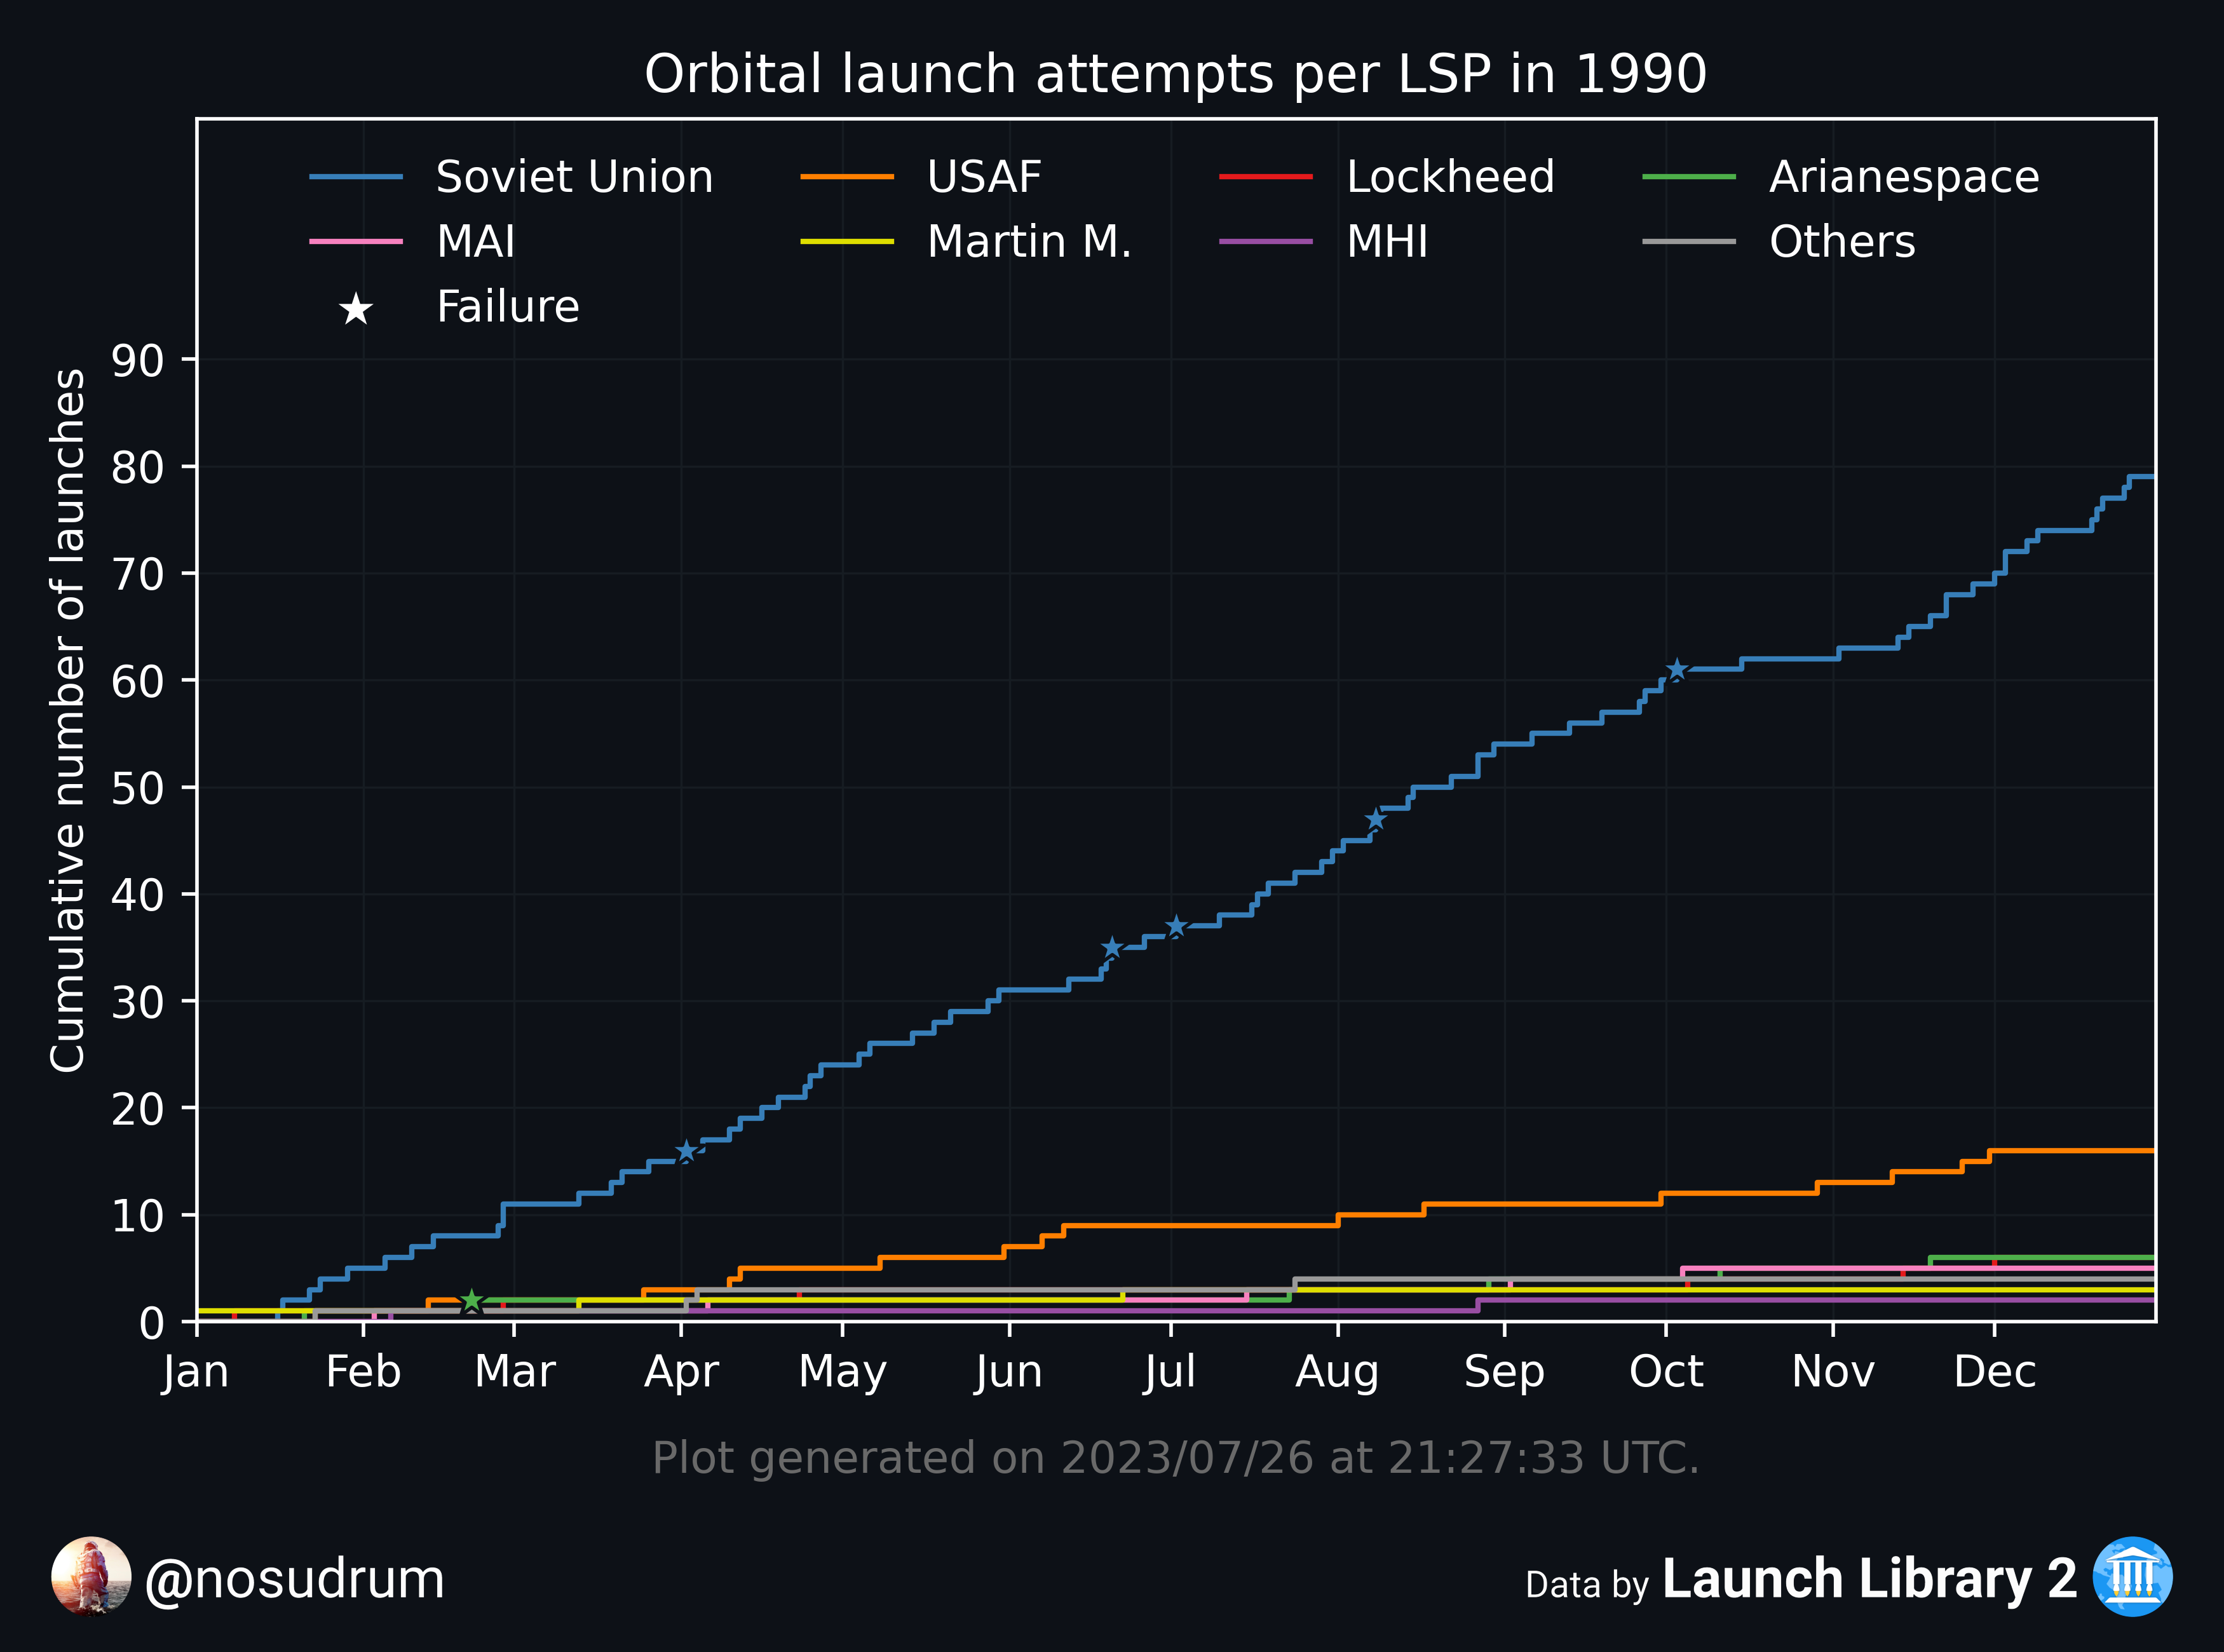 Orbital launch attempts per LSP in 1990
Soviet Union USAF Lockheed Arianespace
MAI Martin M. MHI Others
Failure
Cumulative number of launches
90
80
70
60
50
40
30
20
10
0
Jan Feb Mar Apr May Jun Jul Aug Sep Oct Nov Dec
Plot generated on 2023/07/26 at 21:27:33 UTC.
@nosudrum
Data by Launch Library 2